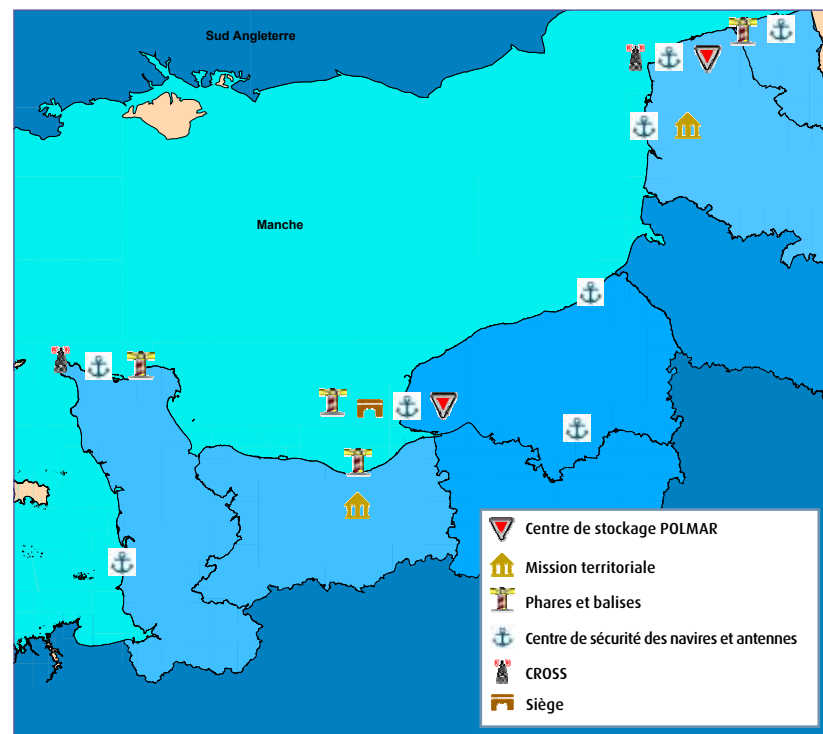 Sud Angleterre
Manche
Centre de stockage POLMAR
Mission territoriale
Phares et balises
Centre de sécurité des navires et antennes
CROSS
Siège